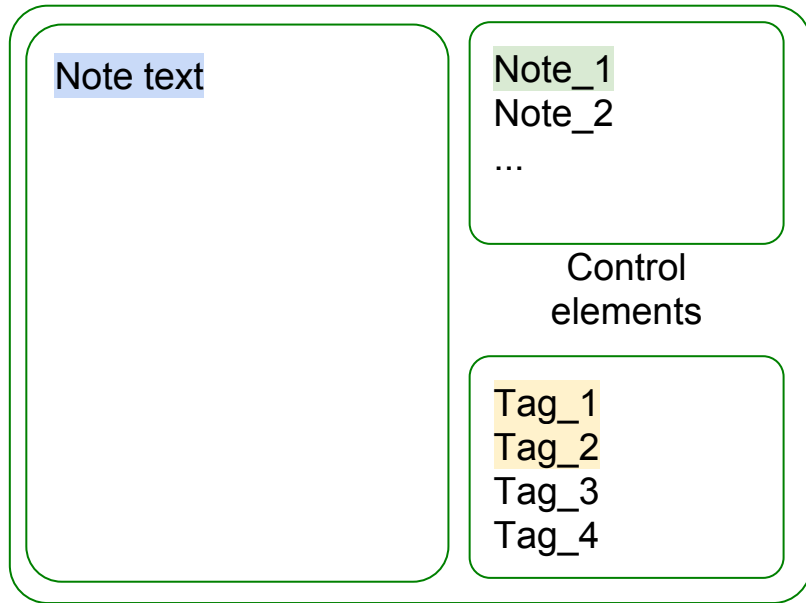 Note text
Note_1
Note_2
...
Control
elements
Tag_1
Tag_2
Tag_3
Tag_4